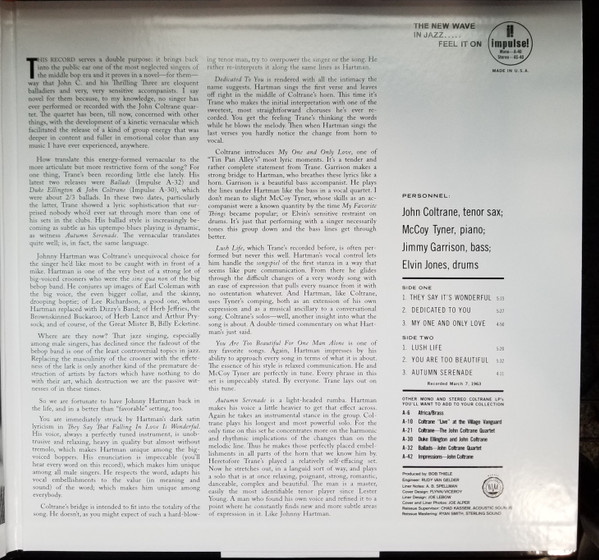 THE NEW WAVE
IN JAZZ.....
FEEL IT ON
impulse!
Mono—A-40
Stereo—AS-40
MADE IN U.S.A.
THIS RECORD serves a double purpose: it brings back
into the public ear one of the most neglected singers of
the middle bop era and it proves in a novel—for them—
way that John C. and his Thrilling Three are eloquent
balladiers and very, very sensitive accompanists. I say
novel for them because, to my knowledge, no singer has
ever performed or recorded with the John Coltrane quar-
tet. The quartet has been, till now, concerned with other
things, with the development of a kinetic vernacular which
facilitated the release of a kind of group energy that was
deeper in content and fuller in emotional color than any
music I have ever experienced, anywhere.
How translate this energy-formed vernacular to the
more articulate but more restrictive form of the song? For
one thing, Trane's been recording little else lately. His
latest two releases were Ballads (Impulse A-32) and
Duke Ellington & John Coltrane (Impulse A-30), which
were about 2/3 ballads. In these two dates, particularly
the latter, Trane showed a lyric sophistication that sur-
prised nobody who'd ever sat through more than one of
his sets in the clubs. His ballad style is increasingly be-
coming as subtle as his uptempo blues playing is dynamic,
as witness Autumn Serenade. The vernacular translates
quite well; is, in fact, the same language.
Johnny Hartman was Coltrane's unequivocal choice for
the singer he'd like most to be caught with in front of a
mike. Hartman is one of the very best of a strong lot of
big-voiced crooners who were the sine qua non of the big
bebop band. He conjures up images of Earl Coleman with
the big voice, the even bigger collar, and the skinny,
drooping boptie; of Lee Richardson, a good one, whom
Hartman replaced with Dizzy's Band; of Herb Jeffries, the
Brownskinned Buckaroo; of Herb Lance and Arthur Pry-
sock; and of course, of the Great Mister B, Billy Eckstine.
Where are they now? That jazz singing, especially
among male singers, has declined since the fadeout of the
bebop band is one of the least controversial topics in jazz.
Replacing the masculinity of the crooner with the effete-
ness of the lark is only another kind of the premature de-
struction of artists by factors which have nothing to do
with their art, which destruction we are the passive wit-
nesses of in these times.
So we are fortunate to have Johnny Hartman back in
the life, and in a better than "favorable" setting, too.
You are immediately struck by Hartman's dark satin
lyricism in They Say That Falling In Love Is Wonderful.
His voice, always a perfectly tuned instrument, is unob-
trusive and relaxing, heavy in quality but almost without
tremolo, which makes Hartman unique among the big-
voiced boppers. His enunciation is impeccable (you'll
hear every word on this record), which makes him unique
among all male singers. He respects the word, adapts his
vocal embellishments to the value (in meaning and
sound) of the word; which makes him unique among
everybody.
Coltrane's bridge is intended to fit into the totality of the
song. He doesn't, as you might expect of such a hard-blow-
ing tenor man, try to overpower the singer or the song. He
rather re-interprets it along the same lines as Hartman.
Dedicated To You is rendered with all the intimacy the
name suggests. Hartman sings the first verse and leaves
off right in the middle of Coltrane's horn. This time it's
Trane who makes the initial interpretation with one of the
sweetest, most straightforward choruses he's ever re-
corded. You get the feeling Trane's thinking the words
while he blows the melody. Then when Hartman sings the
last verses you hardly notice the change from horn to
vocal.
Coltrane introduces My One and Only Love, one of
"Tin Pan Alley's" most lyric moments. It's a tender and
rather complete statement from Trane. Garrison makes a
strong bridge to Hartman, who breathes these lyrics like a
horn. Garrison is a beautiful bass accompanist. He plays
the lines under Hartman like the bass in a vocal quartet. I
don't mean to slight McCoy Tyner, whose skills as an ac-
companist were a known quantity by the time My Favorite
Things became popular; or Elvin's sensitive restraint on
drums. It's just that performing with a singer necessarily
tones this group down and the bass lines get through
better.
Lush Life, which Trane's recorded before, is often per-
formed but never this well. Hartman's vocal control lets
him handle the songful of the first stanza in a way that
seems like pure communication. From there he glides
through the difficult changes of a very wordy song with
an ease of expression that pulls every nuance from it with
no ostentation whatever. And Hartman, like Coltrane,
uses Tyner's comping, both as an extension of his own
expression and as a musical ancillary to a conversational
song. Coltrane's solos—well, another insight into what the
song is about. A double-timed commentary on what Hart-
man's just said.
You Are Too Beautiful For One Man Alone is one of
my favorite songs. Again, Hartman impresses by his
ability to approach every song in terms of what it is about.
The essence of his style is relaxed communication. He and
McCoy Tyner are perfectly in tune. Every phrase in this
set is impeccably stated. By everyone. Trane lays out on
this tune.
Autumn Serenade is a light-headed rumba. Hartman
makes his voice a little heavier to get that effect across.
Again he takes an instrumental stance in the group. Col-
trane plays his longest and most powerful solo. For the
only time on this set he concentrates more on the harmonic
and rhythmic implications of the changes than on the
melodic line. Thus he makes those perfectly placed embel-
lishments in all parts of the horn that we know him by.
Heretofore Trane's played a relatively self-effacing set.
Now he stretches out, in a languid sort of way, and plays
a solo that is at once relaxing, poignant, strong, romantic,
danceable, complex and beautiful. The man is a master,
easily the most identifiable tenor player since Lester
Young. A man who found his own voice and refined it to a
point where he constantly finds new and more subtle areas
of expression in it. Like Johnny Hartman.
PERSONNEL:
John Coltrane, tenor sax;
McCoy Tyner, piano;
Jimmy Garrison, bass;
Elvin Jones, drums
SIDE ONE
1. THEY SAY IT'S WONDERFUL 5:15
2. DEDICATED TO YOU 5:27
3. MY ONE AND ONLY LOVE 4:50
SIDE TWO
1. LUSH LIFE 5:20
2. YOU ARE TOO BEAUTIFUL 5:32
3. AUTUMN SERENADE 4:11
Recorded March 7, 1963
OTHER MONO AND STEREO COLTRANE LP's
YOU'LL WANT TO ADD TO YOUR COLLECTION
A-6 Africa/Brass
A-10 Coltrane "Live" at the Village Vanguard
A-21 Coltrane—The John Coltrane Quartet
A-30 Duke Ellington and John Coltrane
A-32 Ballads—John Coltrane Quartet
A-42 Impressions—John Coltrane
Produced by: BOB THIELE
Engineer: RUDY VAN GELDER
Liner Notes: A. B. SPELLMAN
Cover Design: FLYNN/VICEROY
Liner Design: JOE LEBOW
Cover and Liner Photos: JOE ALPER
Reissue Supervisor: CHAD KASSEM, ACOUSTIC SOUNDS
Reissue Mastering: RYAN SMITH, STERLING SOUND